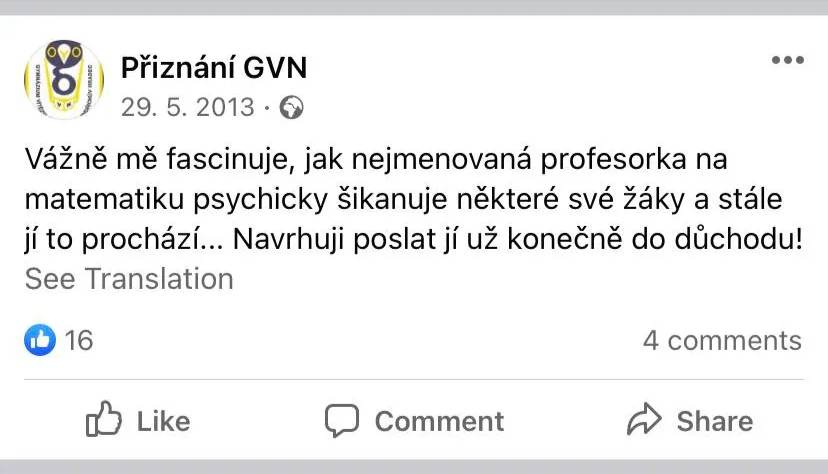 Přiznání GVN
29. 5. 2013 ·
Vážně mě fascinuje, jak nejmenovaná profesorka na
matematiku psychicky šikanuje některé své žáky a stále
jí to prochází... Navrhuji poslat jí už konečně do důchodu!
See Translation
16
4 comments
Like
Comment
Share